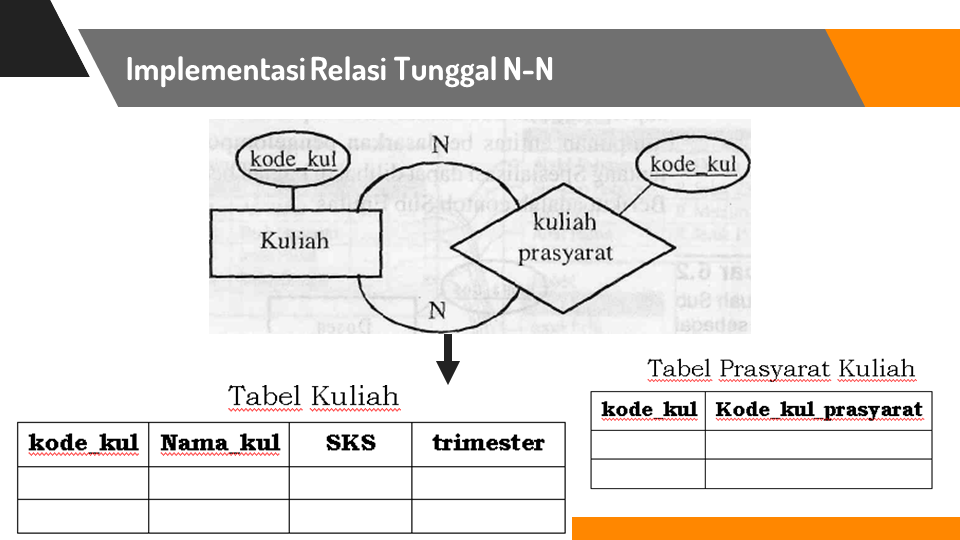 Implementasi Relasi Tunggal N-N
N
kode_kul
kode_kul
kuliah
prasyarat
Kuliah
N
Tabel Prasyarat Kuliah
kode_kul Kode_kul_prasyarat
Tabel Kuliah
kode_kul Nama_kul SKS trimester